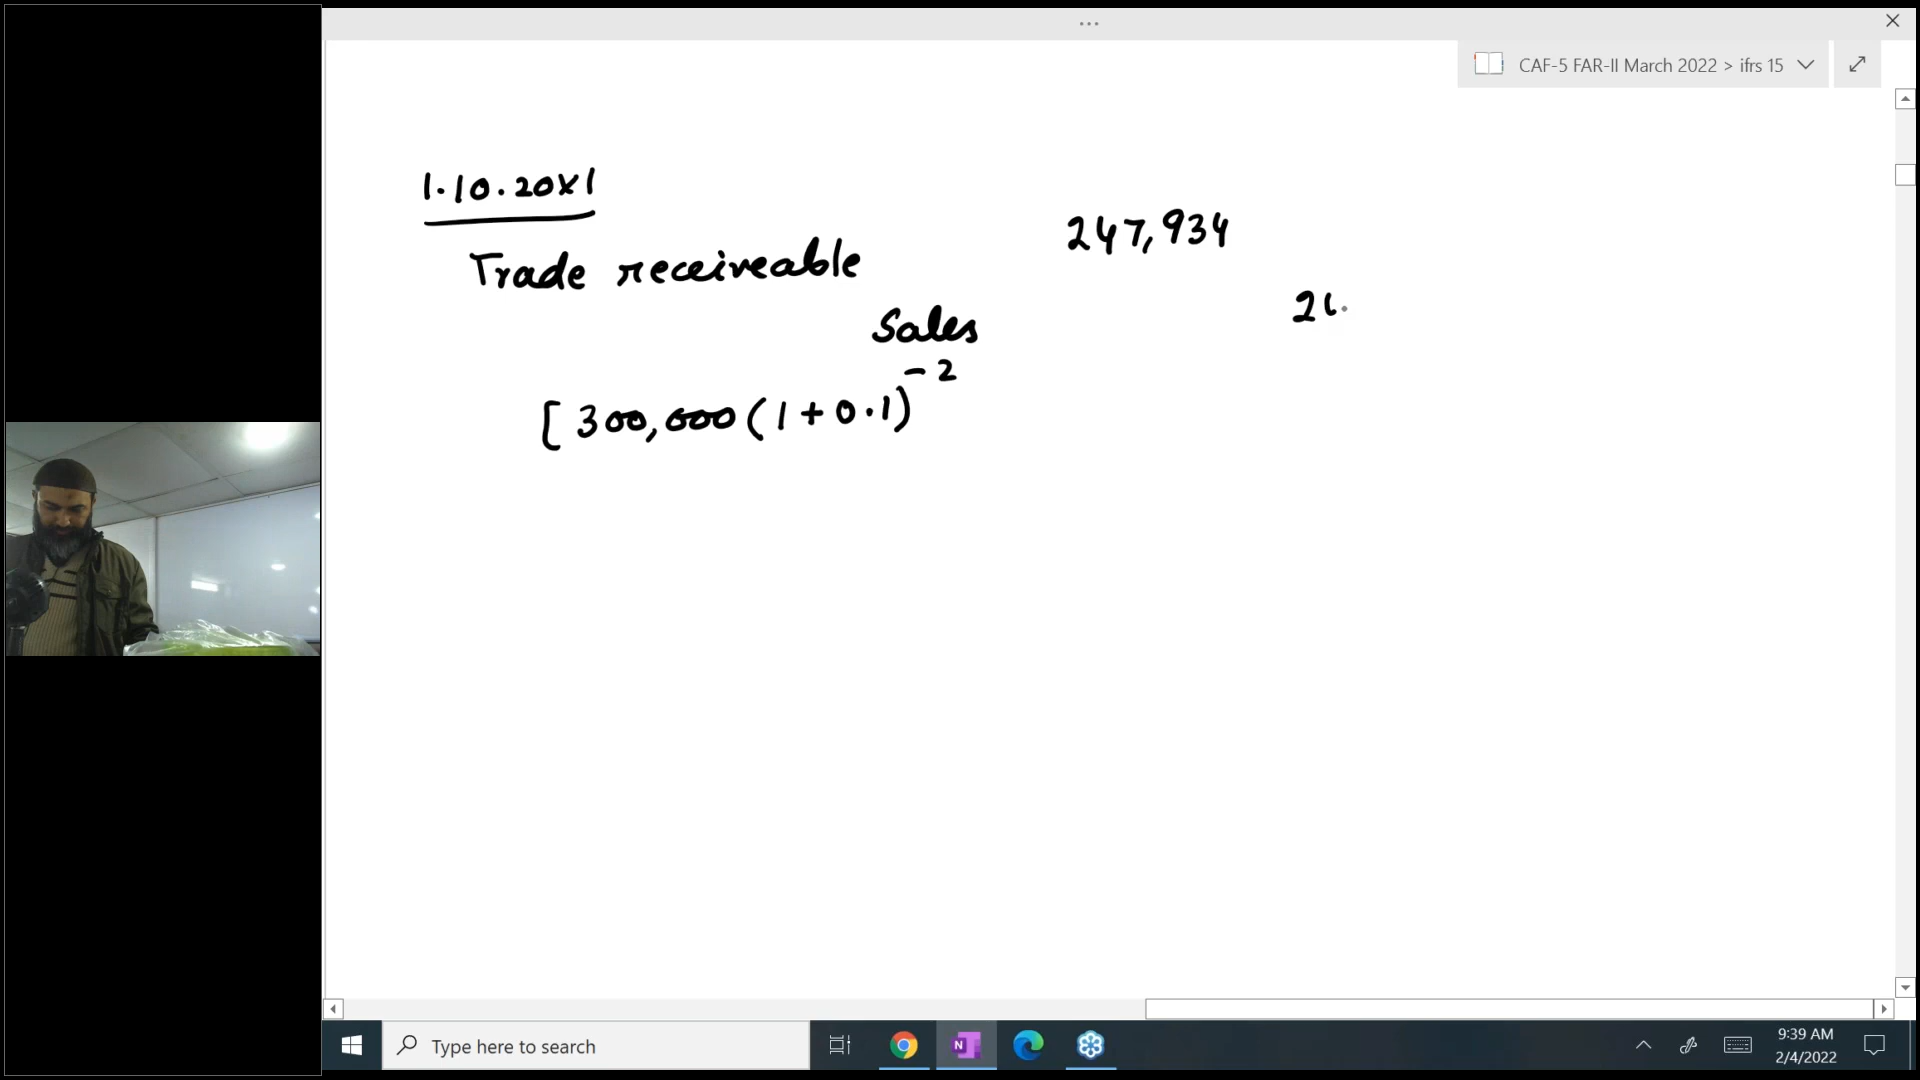 CAF-5 FAR-II March 2022 > ifrs 15
1.10.20x1
Trade receiveable 247,934
Sales
[300,000(1+0.1)⁻²
Type here to search
N
9:39 AM
2/4/2022